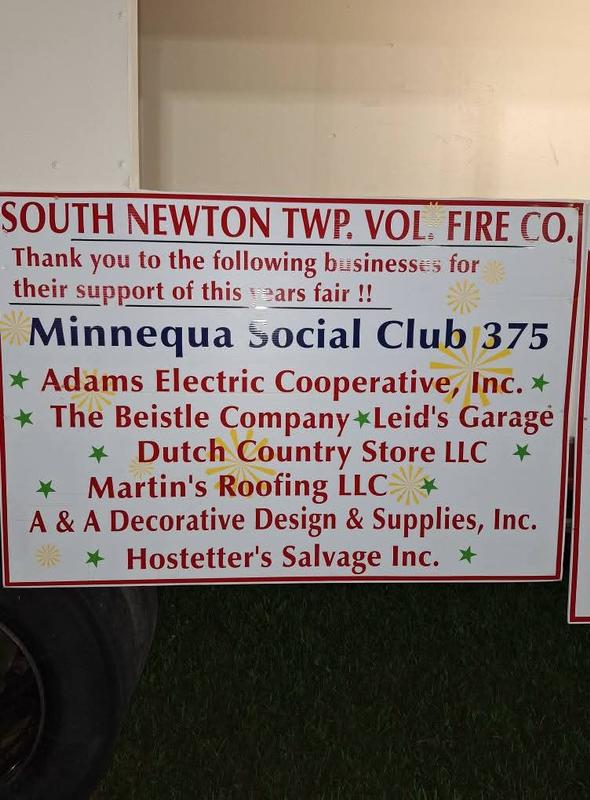 SOUTH NEWTON TWP. VOL. FIRE CO.
Thank you to the following businesses for
their support of this years fair !!
Minnequa Social Club 375
Adams Electric Cooperative, Inc.
The Beistle Company Leid's Garage
Dutch Country Store LLC
Martin's Roofing LLC
A & A Decorative Design & Supplies, Inc.
Hostetter's Salvage Inc.